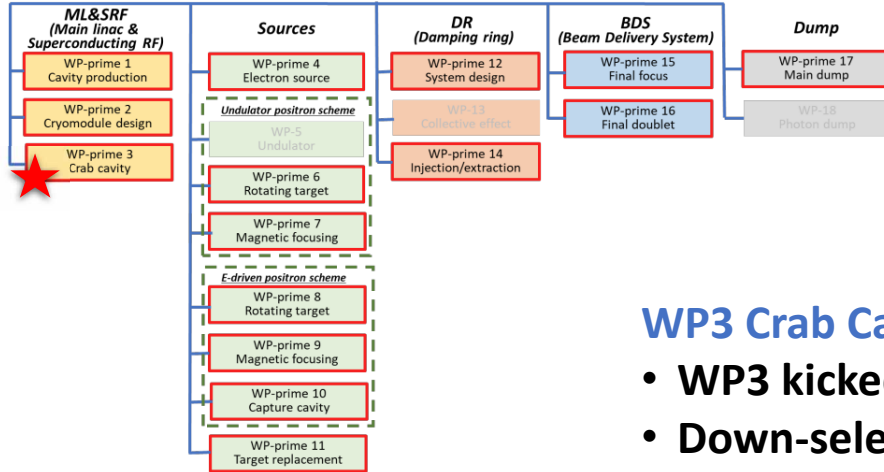 ML&SRF
(Main linac &
Superconducting RF)
WP-prime 1
Cavity production
WP-prime 2
Cryomodule design
WP-prime 3
Crab cavity
Sources
WP-prime 4
Electron source
Undulator positron scheme
WP-5
Undulator
WP-prime 6
Rotating target
WP-prime 7
Magnetic focusing
E-driven positron scheme
WP-prime 8
Rotating target
WP-prime 9
Magnetic focusing
WP-prime 10
Capture cavity
WP-prime 11
Target replacement
DR
(Damping ring)
WP-prime 12
System design
WP-13
Collective effect
WP-prime 14
Injection/extraction
BDS
(Beam Delivery System)
WP-prime 15
Final focus
WP-prime 16
Final doublet
Dump
WP-prime 17
Main dump
WP-18
Photon dump
WP3 Crab Ca
• WP3 kicke
• Down-sele